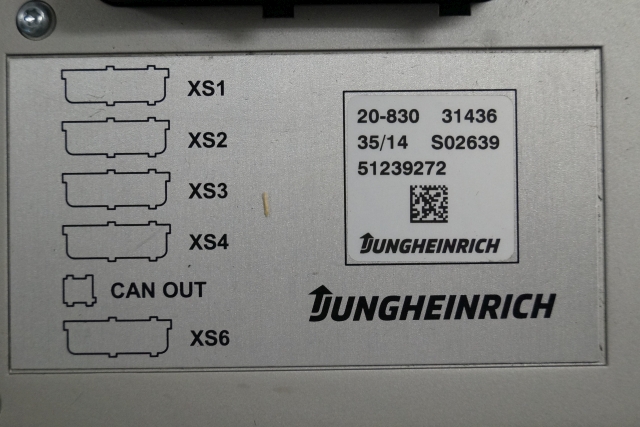 XS1
XS2
XS3
XS4
CAN OUT
XS6
20-830 31436
35/14 S02639
51239272
JUNGHEINRICH
JUNGHEINRICH